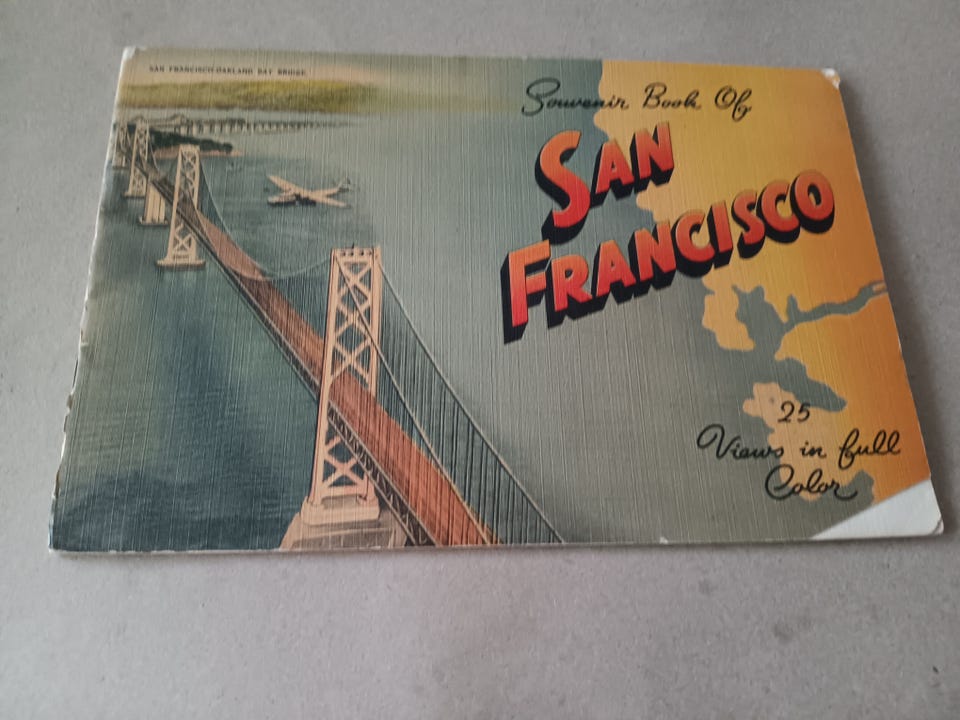 SAN FRANCISCO-OAKLAND BAY BRIDGE
Souvenir Book Of
SAN
FRANCISCO
25
Views in full
Color